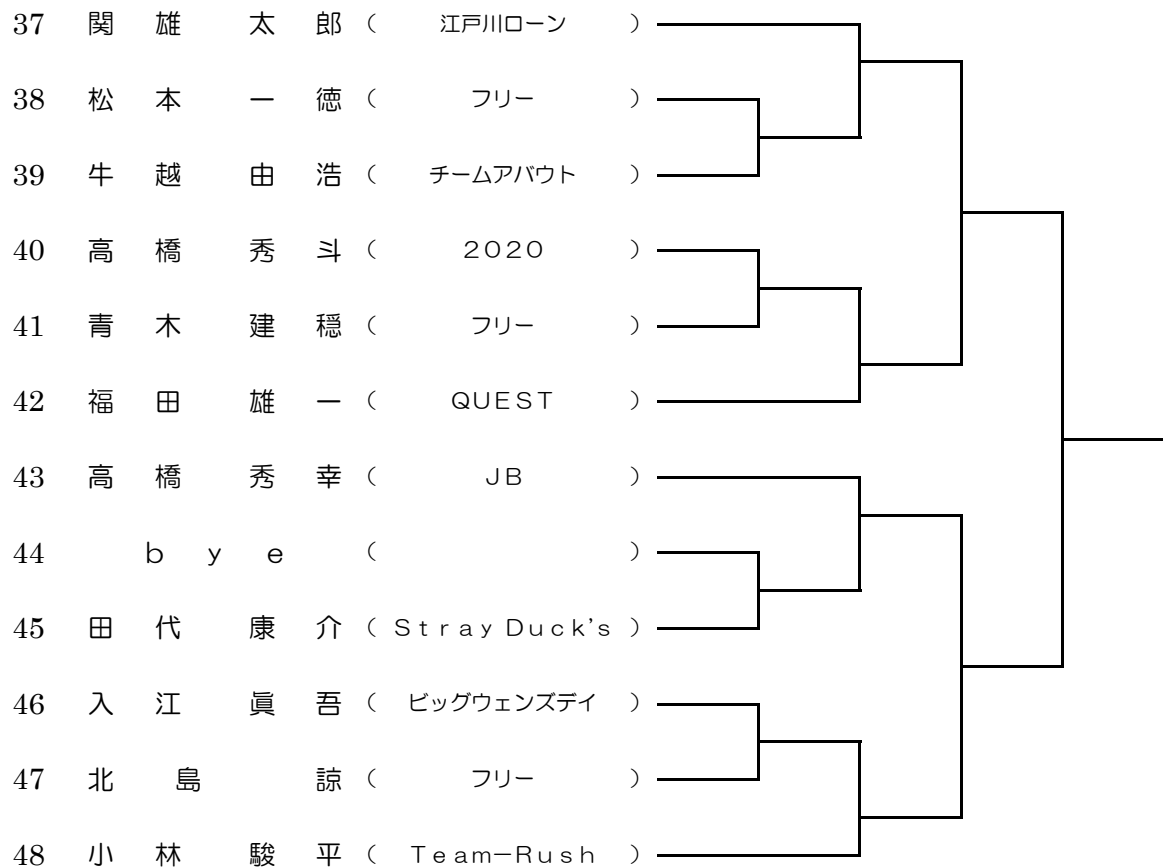 37 関 雄 太 郎 （ 江戸川ローン ）
38 松 本 一 徳 （ フリー ）
39 牛 越 由 浩 （ チームアバウト ）
40 高 橋 秀 斗 （ ２０２０ ）
41 青 木 建 穏 （ フリー ）
42 福 田 雄 一 （ ＱＵＥＳＴ ）
43 高 橋 秀 幸 （ ＪＢ ）
44 ｂ ｙ ｅ （ ）
45 田 代 康 介 （ Ｓｔｒａｙ Ｄｕｃｋ’ｓ ）
46 入 江 眞 吾 （ ビッグウェンズデイ ）
47 北 島 諒 （ フリー ）
48 小 林 駿 平 （ Ｔｅａｍ－Ｒｕｓｈ ）